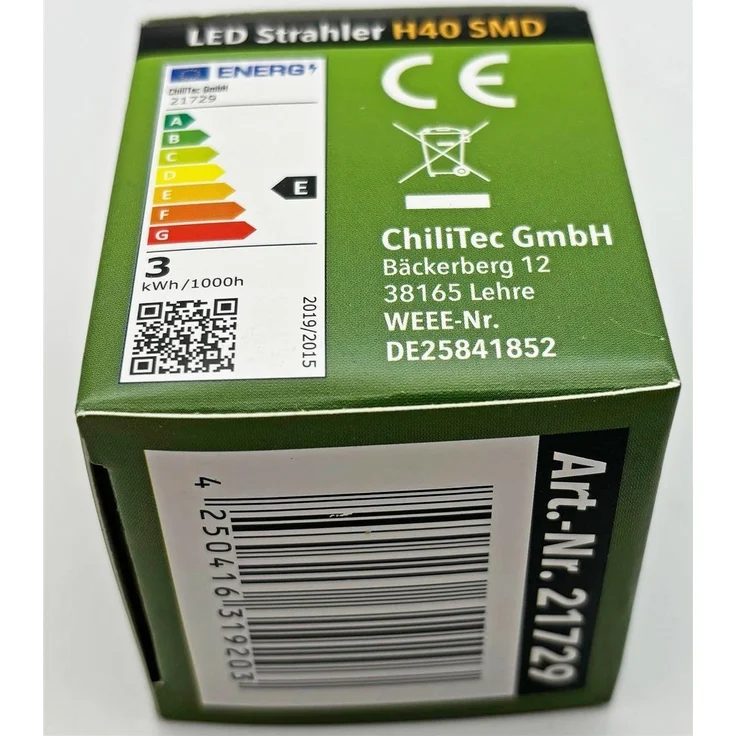 LED Strahler H40 SMD
ENERG
ChiliTec GmbH
21729
A
B
C
D
E
F
G
E
3
kWh/1000h
2019/2015
CE
ChiliTec GmbH
Bäckerberg 12
38165 Lehre
WEEE-Nr.
DE25841852
4 250416 319203
Art.-Nr. 21729